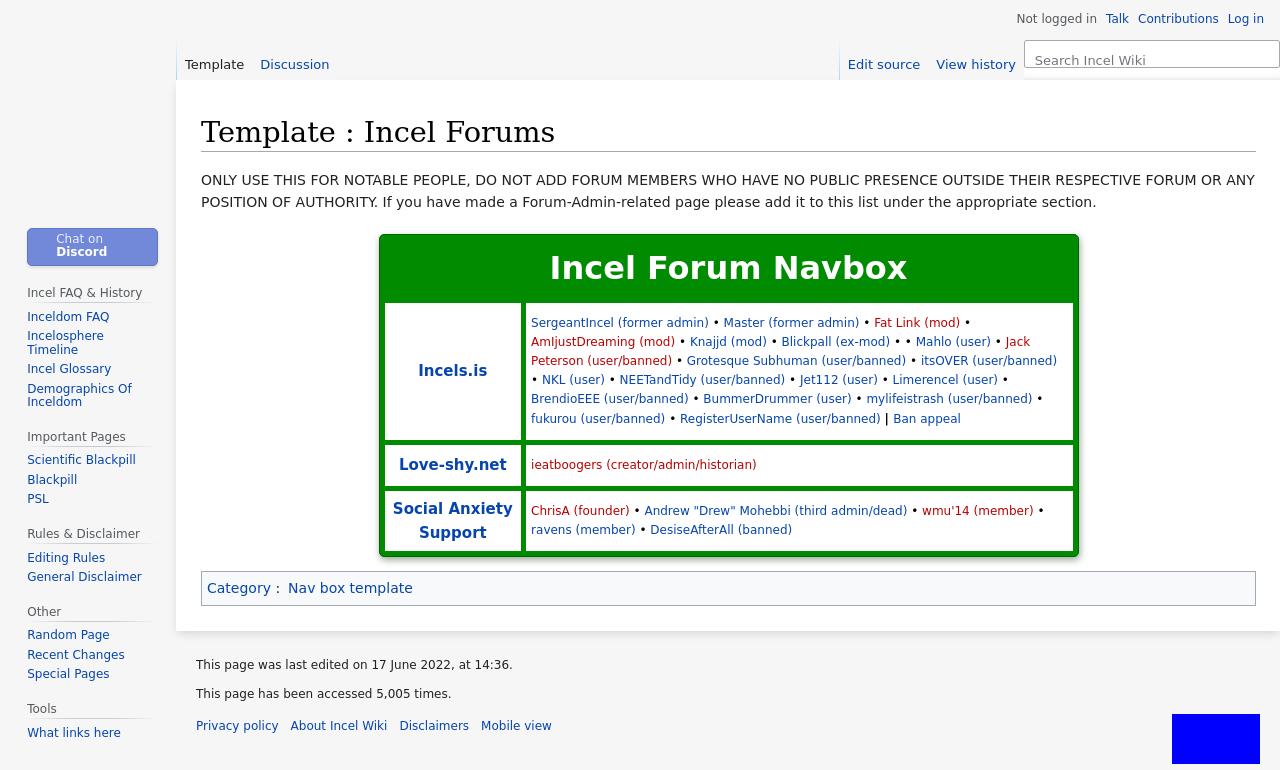 Not logged in Talk Contributions Log in
Template Discussion Edit source View history Search Incel Wiki
Template : Incel Forums
ONLY USE THIS FOR NOTABLE PEOPLE, DO NOT ADD FORUM MEMBERS WHO HAVE NO PUBLIC PRESENCE OUTSIDE THEIR RESPECTIVE FORUM OR ANY
POSITION OF AUTHORITY. If you have made a Forum-Admin-related page please add it to this list under the appropriate section.
Incel Forum Navbox
Incels.is
SergeantIncel (former admin) • Master (former admin) • Fat Link (mod) •
AmIjustDreaming (mod) • Knajjd (mod) • Blickpall (ex-mod) • • Mahlo (user) • Jack
Peterson (user/banned) • Grotesque Subhuman (user/banned) • itsOVER (user/banned)
• NKL (user) • NEETandTidy (user/banned) • Jet112 (user) • Limerencel (user) •
BrendioEEE (user/banned) • BummerDrummer (user) • mylifeistrash (user/banned) •
fukurou (user/banned) • RegisterUserName (user/banned) | Ban appeal
Love-shy.net
ieatboogers (creator/admin/historian)
Social Anxiety
Support
ChrisA (founder) • Andrew "Drew" Mohebbi (third admin/dead) • wmu'14 (member) •
ravens (member) • DesiseAfterAll (banned)
Category : Nav box template
Chat on
Discord
Incel FAQ & History
Inceldom FAQ
Incelosphere
Timeline
Incel Glossary
Demographics Of
Inceldom
Important Pages
Scientific Blackpill
Blackpill
PSL
Rules & Disclaimer
Editing Rules
General Disclaimer
Other
Random Page
Recent Changes
Special Pages
Tools
What links here
This page was last edited on 17 June 2022, at 14:36.
This page has been accessed 5,005 times.
Privacy policy About Incel Wiki Disclaimers Mobile view